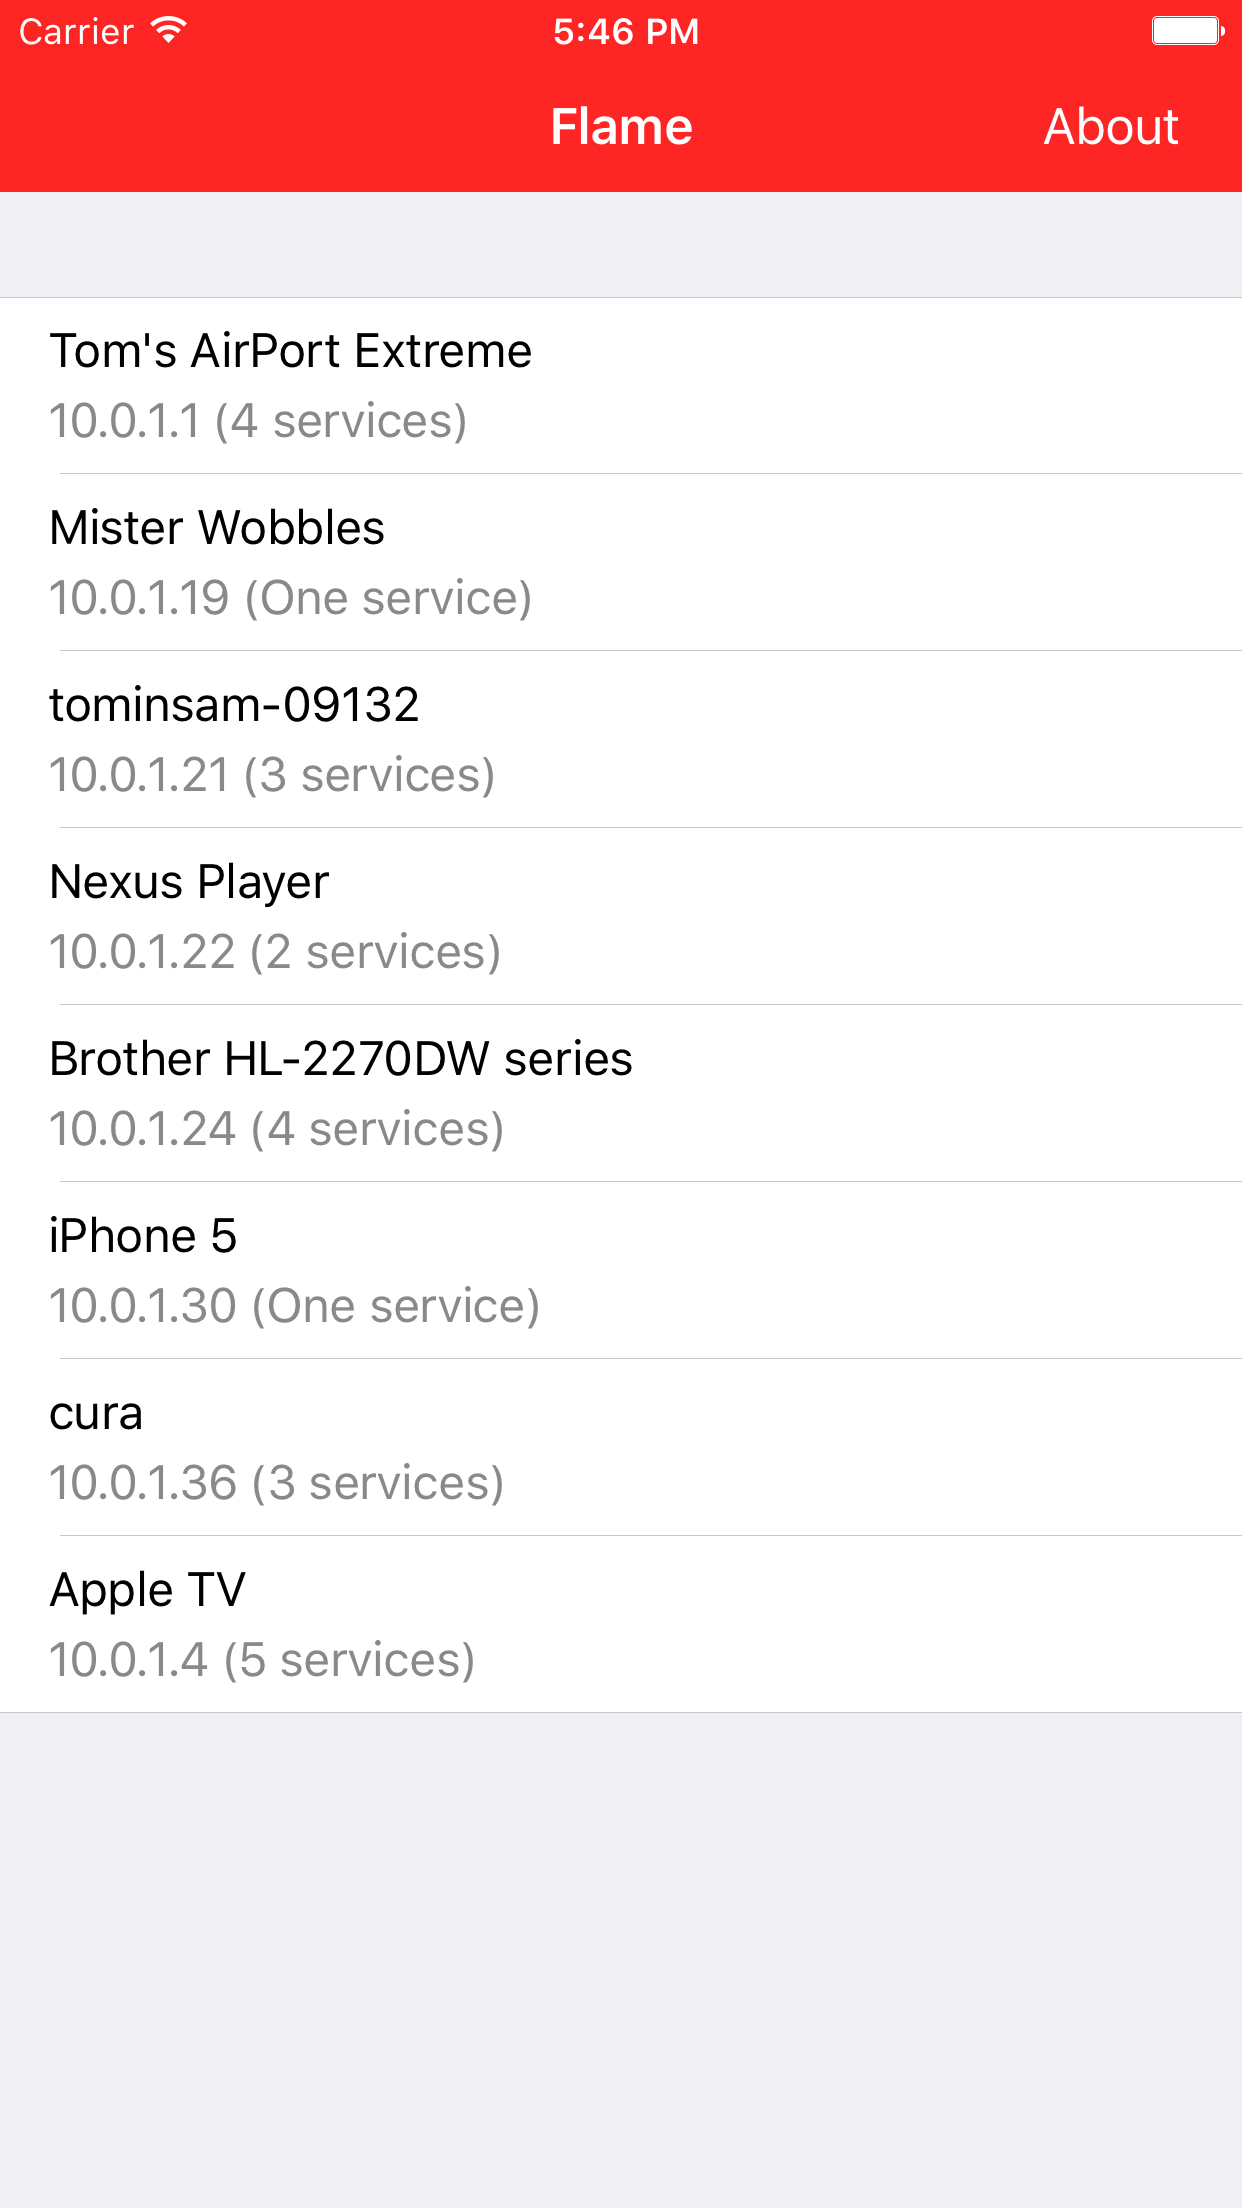 Carrier 5:46 PM
Flame About
Tom's AirPort Extreme
10.0.1.1 (4 services)
Mister Wobbles
10.0.1.19 (One service)
tominsam-09132
10.0.1.21 (3 services)
Nexus Player
10.0.1.22 (2 services)
Brother HL-2270DW series
10.0.1.24 (4 services)
iPhone 5
10.0.1.30 (One service)
cura
10.0.1.36 (3 services)
Apple TV
10.0.1.4 (5 services)